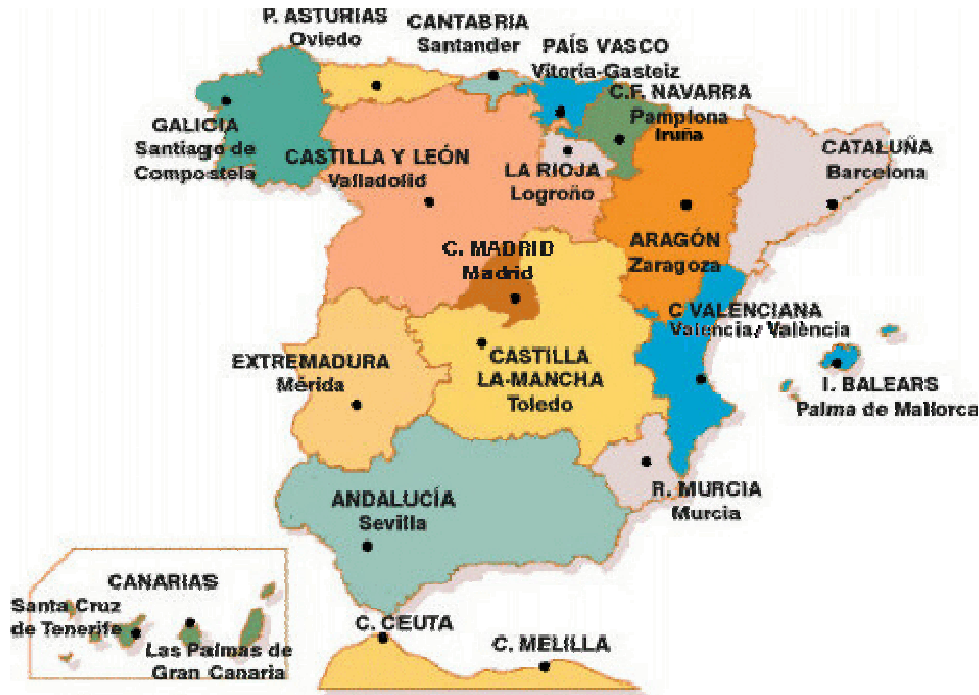 P. ASTURIAS
Oviedo
CANTABRIA
Santander
PAÍS VASCO
Vitoria-Gasteiz
C.F. NAVARRA
Pamplona
Iruña
GALICIA
Santiago de
Compostela
CASTILLA Y LEÓN
Valladolid
LA RIOJA
Logroño
CATALUÑA
Barcelona
ARAGÓN
Zaragoza
C. MADRID
Madrid
C VALENCIANA
Valencia/ València
EXTREMADURA
Mérida
CASTILLA
LA-MANCHA
Toledo
I. BALEARS
Palma de Mallorca
ANDALUCÍA
Sevilla
R. MURCIA
Murcia
CANARIAS
Santa Cruz
de Tenerife
Las Palmas de
Gran Canaria
C. CEUTA
C. MELILLA